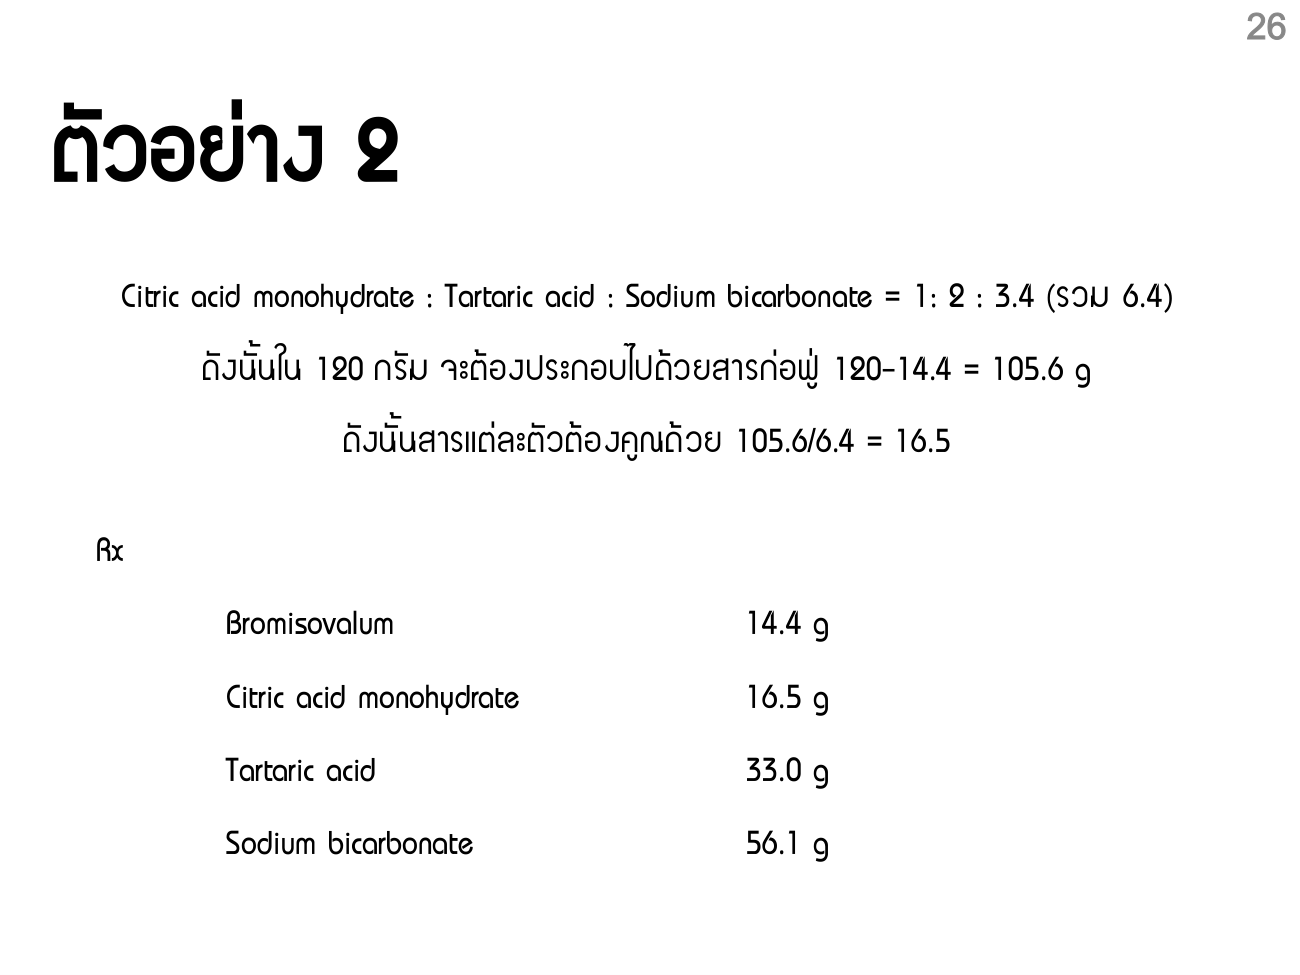 26
ตัวอย่าง 2
Citric acid monohydrate : Tartaric acid : Sodium bicarbonate = 1: 2 : 3.4 (รวม 6.4)
ดังนั้นใน 120 กรัม จะต้องประกอบไปด้วยสารก่อฟู่ 120-14.4 = 105.6 g
ดังนั้นสารแต่ละตัวต้องคูณด้วย 105.6/6.4 = 16.5
Rx
Bromisovalum 14.4 g
Citric acid monohydrate 16.5 g
Tartaric acid 33.0 g
Sodium bicarbonate 56.1 g